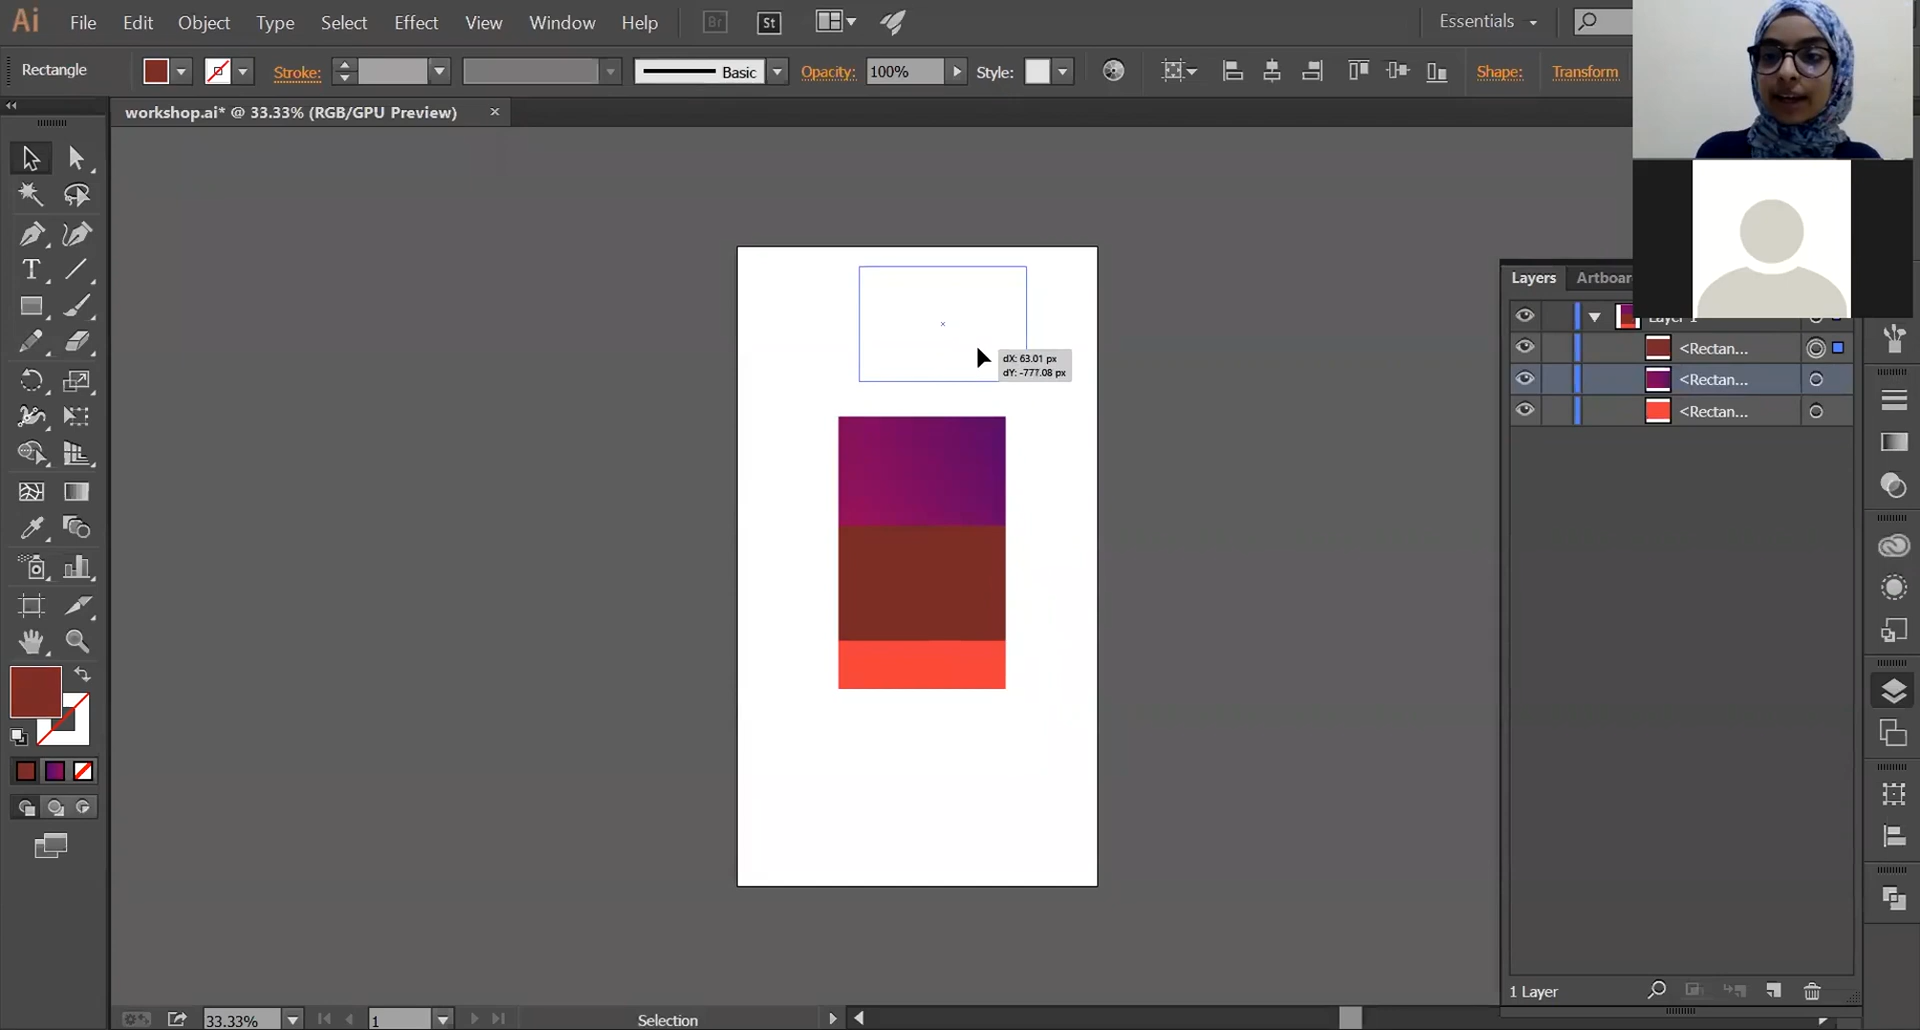 Ai File Edit Object Type Select Effect View Window Help Br St Essentials
Rectangle Stroke: Basic Opacity: 100% Style: Shape: Transform
workshop.ai* @ 33.33% (RGB/GPU Preview) ×
dX: 63.01 px
dY: -777.08 px
Layers Artboar
Layer 1
<Rectan...
<Rectan...
<Rectan...
1 Layer
33.33% 1 Selection